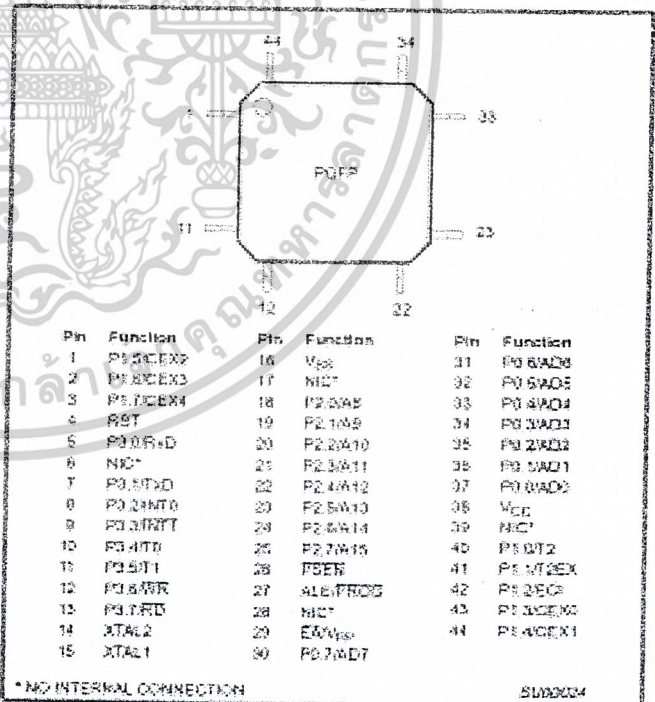 44 34
1 33
PQFP
11 23
12 22
Pin Function Pin Function Pin Function
1 P1.5/CEX2 16 VSS 31 P0.6/AD6
2 P1.6/CEX3 17 NIC* 32 P0.5/AD5
3 P1.7/CEX4 18 P2.0/A8 33 P0.4/AD4
4 RST 19 P2.1/A9 34 P0.3/AD3
5 P3.0/RxD 20 P2.2/A10 35 P0.2/AD2
6 NIC* 21 P2.3/A11 36 P0.1/AD1
7 P3.1/TxD 22 P2.4/A12 37 P0.0/AD0
8 P3.2/INT0 23 P2.5/A13 38 VCC
9 P3.3/INT1 24 P2.6/A14 39 NIC*
10 P3.4/T0 25 P2.7/A15 40 P1.0/T2
11 P3.5/T1 26 PSEN 41 P1.1/T2EX
12 P3.6/WR 27 ALE/PROG 42 P1.2/ECI
13 P3.7/RD 28 NIC* 43 P1.3/CEX0
14 XTAL2 29 EA/VPP 44 P1.4/CEX1
15 XTAL1 30 P0.7/AD7
* NO INTERNAL CONNECTION
SU00024